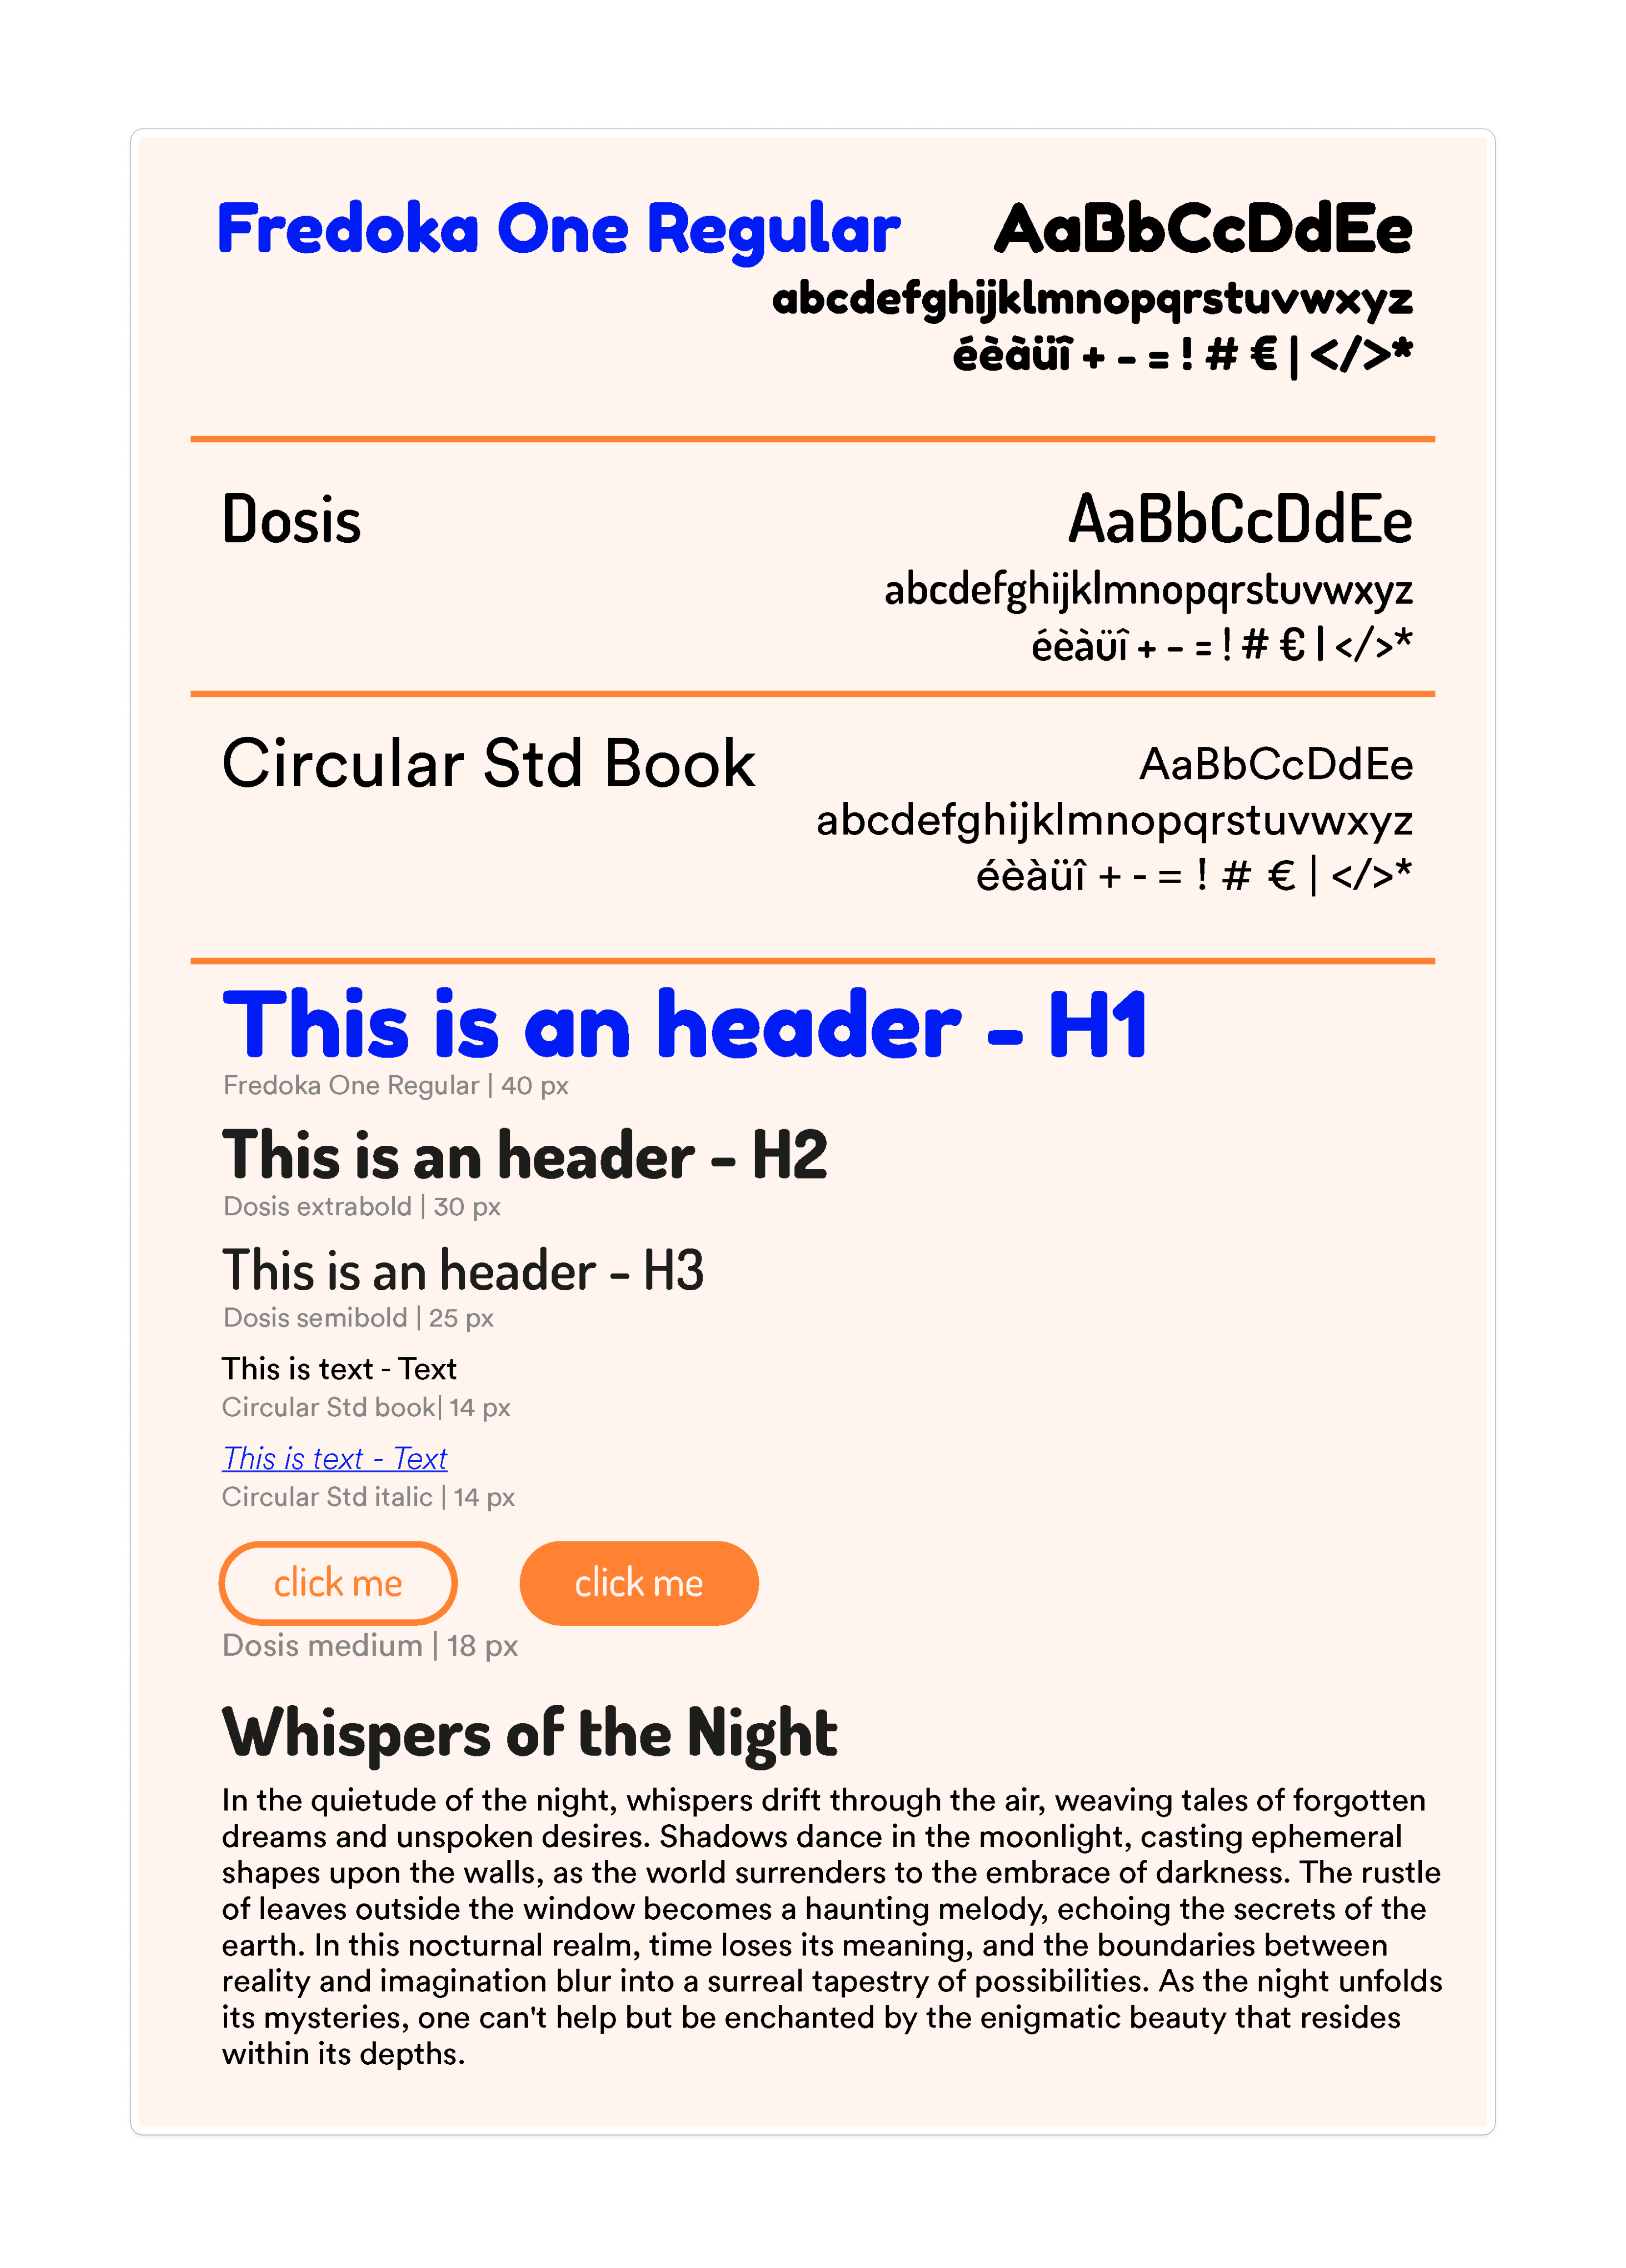 Fredoka One Regular
AaBbCcDdEe
abcdefghijklmnopqrstuvwxyz
éèàüî + - = ! # € | </>*
Dosis
AaBbCcDdEe
abcdefghijklmnopqrstuvwxyz
éèàüî + - = ! # € | </>*
Circular Std Book
AaBbCcDdEe
abcdefghijklmnopqrstuvwxyz
éèàüî + - = ! # € | </>*
This is an header - H1
Fredoka One Regular | 40 px
This is an header - H2
Dosis extrabold | 30 px
This is an header - H3
Dosis semibold | 25 px
This is text - Text
Circular Std book| 14 px
This is text - Text
Circular Std italic | 14 px
click me
click me
Dosis medium | 18 px
Whispers of the Night
In the quietude of the night, whispers drift through the air, weaving tales of forgotten
dreams and unspoken desires. Shadows dance in the moonlight, casting ephemeral
shapes upon the walls, as the world surrenders to the embrace of darkness. The rustle
of leaves outside the window becomes a haunting melody, echoing the secrets of the
earth. In this nocturnal realm, time loses its meaning, and the boundaries between
reality and imagination blur into a surreal tapestry of possibilities. As the night unfolds
its mysteries, one can't help but be enchanted by the enigmatic beauty that resides
within its depths.